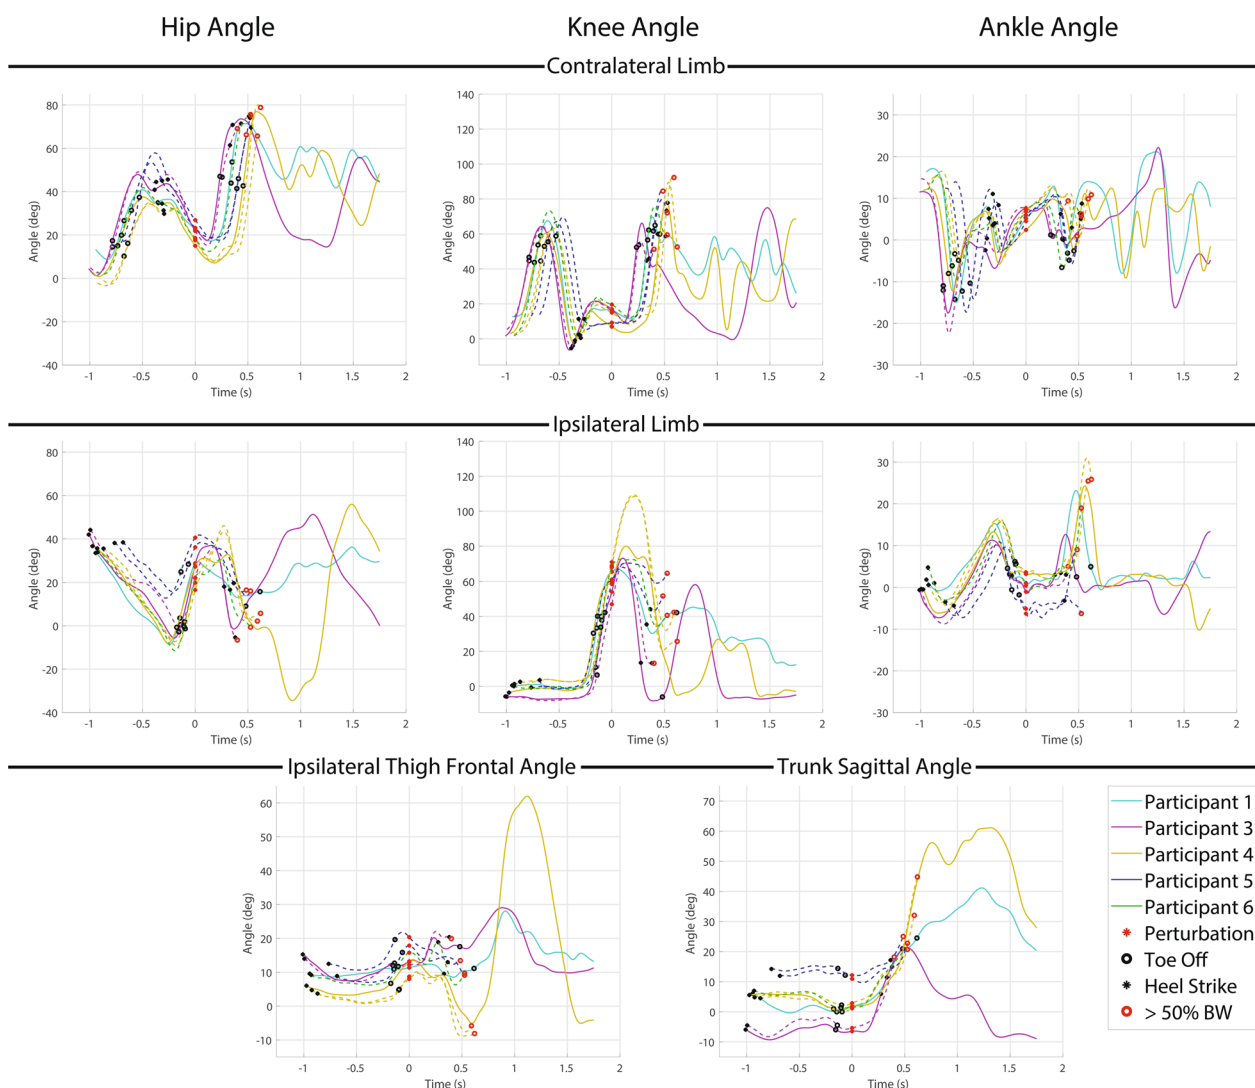 Hip Angle Knee Angle Ankle Angle
Contralateral Limb
80 60 40 20 0 20 40 -40
Angle (deg)
-1 -0.5 0 0.5 1 1.5 2
Time (s)
140 120 100 80 60 40 20 0
Angle (deg)
-1 -0.5 0 0.5 1 1.5 2
Time (s)
30 20 10 0 -10 -20 -30
Angle (deg)
-1 -0.5 0 0.5 1 1.5 2
Time (s)
Ipsilateral Limb
80 60 40 20 0 -20 -40
Angle (deg)
-1 -0.5 0 0.5 1 1.5 2
Time (s)
140 120 100 80 60 40 20 0
Angle (deg)
-1 -0.5 0 0.5 1 1.5 2
Time (s)
30 20 10 0 -10 -20 -30
Angle (deg)
-1 -0.5 0 0.5 1 1.5 2
Time (s)
Ipsilateral Thigh Frontal Angle Trunk Sagittal Angle
60 50 40 30 20 10 0 -10
Angle (deg)
-1 -0.5 0 0.5 1 1.5 2
Time (s)
70 60 50 40 30 20 10 0 -10
Angle (deg)
-1 -0.5 0 0.5 1 1.5 2
Time (s)
Participant 1
Participant 3
Participant 4
Participant 5
Participant 6
Perturbation
Toe Off
Heel Strike
> 50% BW